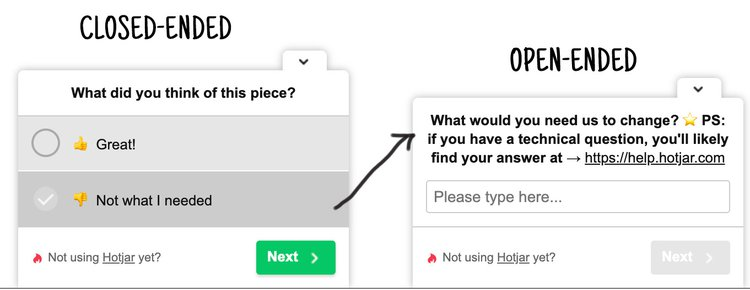 CLOSED-ENDED
What did you think of this piece?
👍 Great!
👎 Not what I needed
Not using Hotjar yet?
Next
OPEN-ENDED
What would you need us to change? ⭐ PS:
if you have a technical question, you'll likely
find your answer at → https://help.hotjar.com
Please type here...
Not using Hotjar yet?
Next